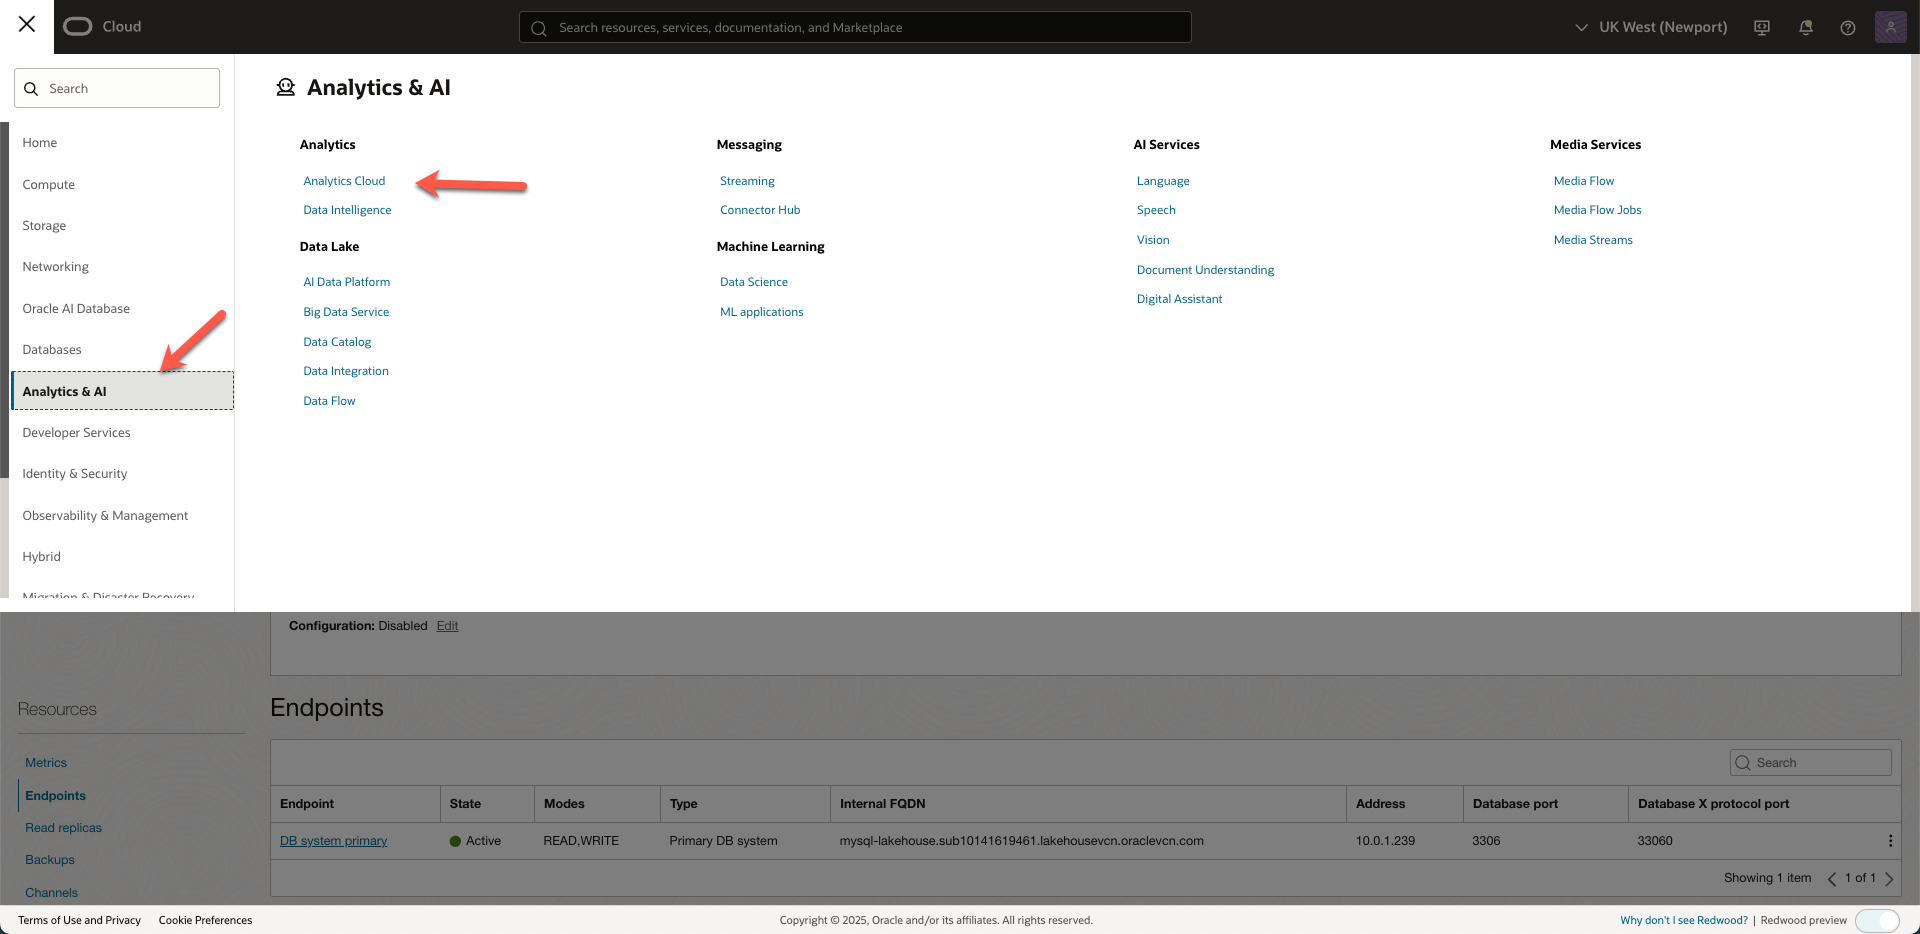 Cloud
Search resources, services, documentation, and Marketplace
UK West (Newport)
Search
Home
Compute
Storage
Networking
Oracle AI Database
Databases
Analytics & AI
Developer Services
Identity & Security
Observability & Management
Hybrid
Migration & Disaster Recovery
Analytics & AI
Analytics
Analytics Cloud
Data Intelligence
Data Lake
AI Data Platform
Big Data Service
Data Catalog
Data Integration
Data Flow
Messaging
Streaming
Connector Hub
Machine Learning
Data Science
ML applications
AI Services
Language
Speech
Vision
Document Understanding
Digital Assistant
Media Services
Media Flow
Media Flow Jobs
Media Streams
Configuration: Disabled Edit
Resources
Metrics
Endpoints
Read replicas
Backups
Channels
Endpoints
Search
Endpoint State Modes Type Internal FQDN Address Database port Database X protocol port
DB system primary Active READ,WRITE Primary DB system mysql-lakehouse.sub10141619461.lakehousevcn.oraclevcn.com 10.0.1.239 3306 33060
Showing 1 item 1 of 1
Terms of Use and Privacy Cookie Preferences Copyright © 2025, Oracle and/or its affiliates. All rights reserved. Why don't I see Redwood? | Redwood preview